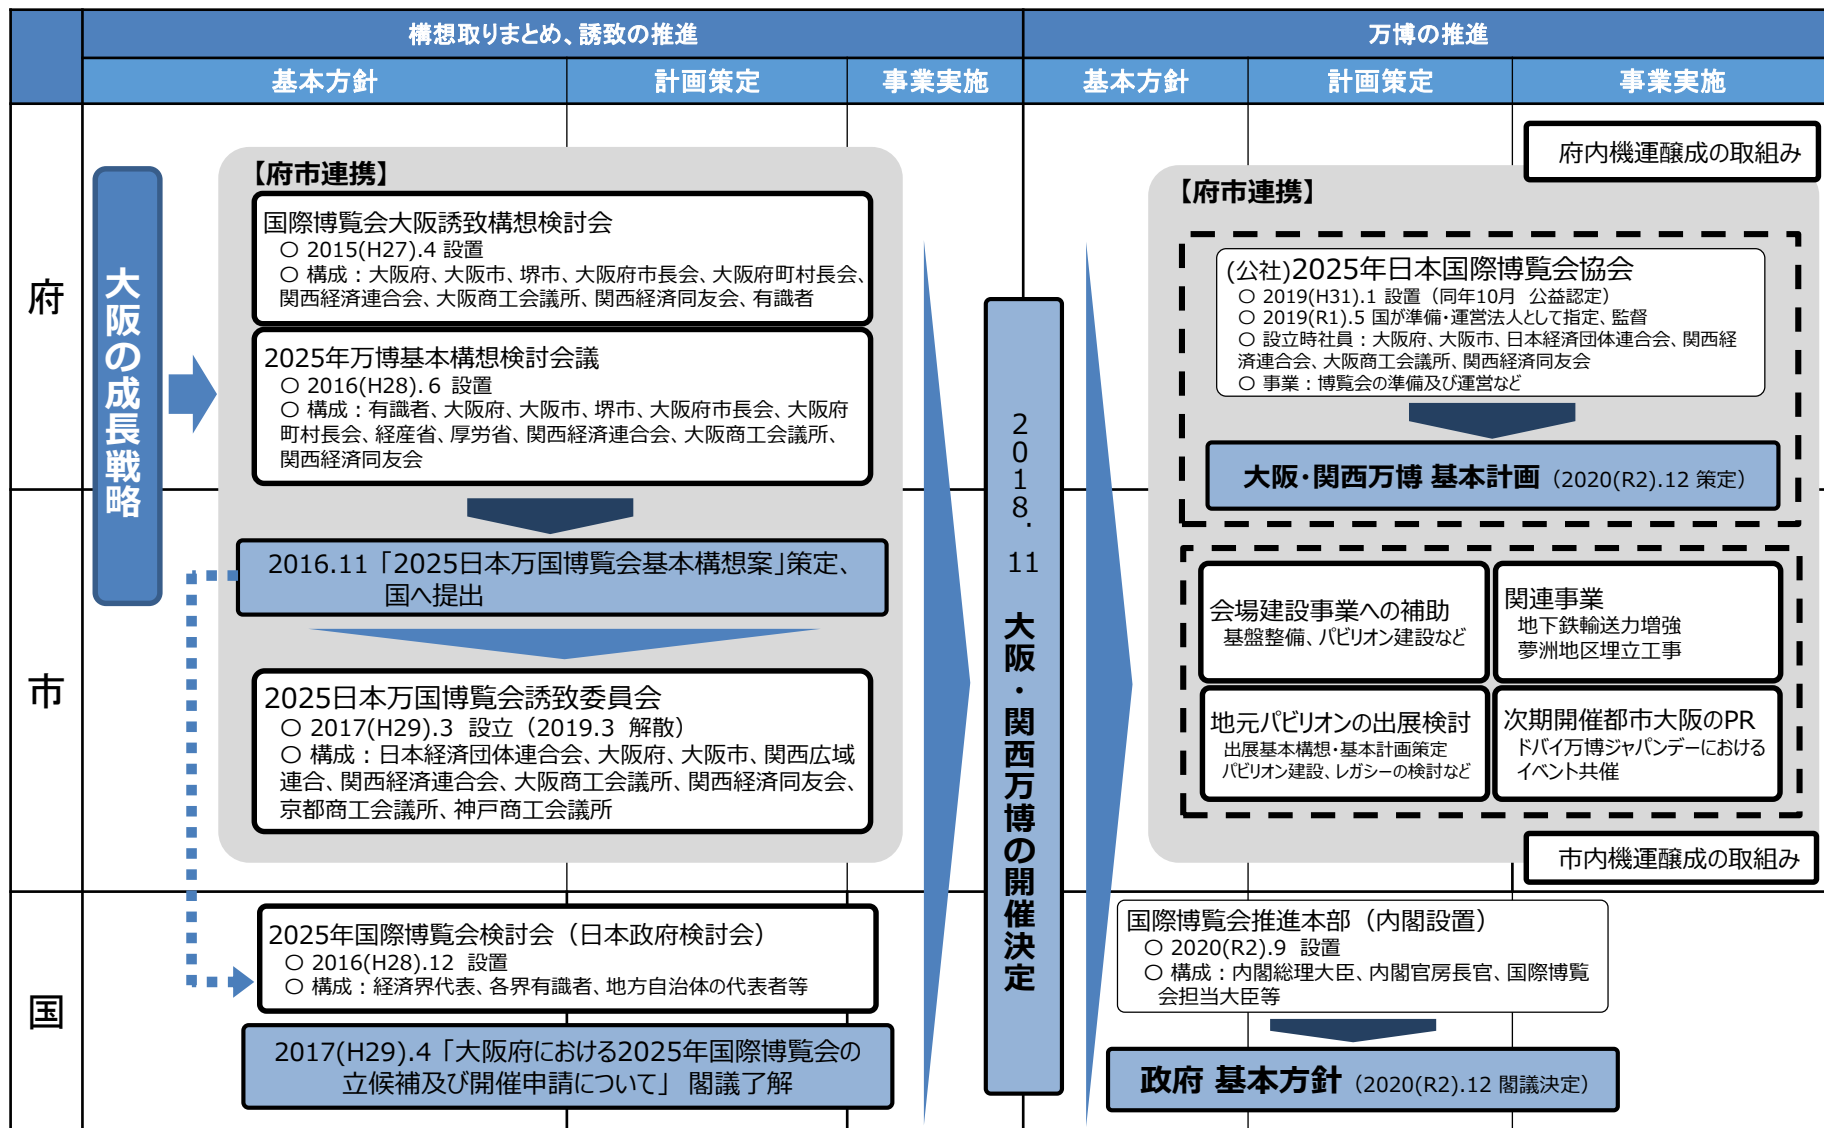 構想取りまとめ、誘致の推進
万博の推進
基本方針
計画策定
事業実施
基本方針
計画策定
事業実施
府
市
国
大阪の成長戦略
【府市連携】
国際博覧会大阪誘致構想検討会
○ 2015(H27).4 設置
○ 構成：大阪府、大阪市、堺市、大阪府市長会、大阪府町村長会、
関西経済連合会、大阪商工会議所、関西経済同友会、有識者
2025年万博基本構想検討会議
○ 2016(H28).6 設置
○ 構成：有識者、大阪府、大阪市、堺市、大阪府市長会、大阪府
町村長会、経産省、厚労省、関西経済連合会、大阪商工会議所、
関西経済同友会
2016.11「2025日本万国博覧会基本構想案」策定、
国へ提出
2025日本万国博覧会誘致委員会
○ 2017(H29).3 設立（2019.3 解散）
○ 構成：日本経済団体連合会、大阪府、大阪市、関西広域
連合、関西経済連合会、大阪商工会議所、関西経済同友会、
京都商工会議所、神戸商工会議所
2025年国際博覧会検討会（日本政府検討会）
○ 2016(H28).12 設置
○ 構成：経済界代表、各界有識者、地方自治体の代表者等
2017(H29).4「大阪府における2025年国際博覧会の
立候補及び開催申請について」 閣議了解
2018.11 大阪・関西万博の開催決定
府内機運醸成の取組み
【府市連携】
(公社)2025年日本国際博覧会協会
○ 2019(H31).1 設置（同年10月 公益認定）
○ 2019(R1).5 国が準備・運営法人として指定、監督
○ 設立時社員：大阪府、大阪市、日本経済団体連合会、関西経
済連合会、大阪商工会議所、関西経済同友会
○ 事業：博覧会の準備及び運営など
大阪・関西万博 基本計画（2020(R2).12 策定）
会場建設事業への補助
基盤整備、パビリオン建設など
関連事業
地下鉄輸送力増強
夢洲地区埋立工事
地元パビリオンの出展検討
出展基本構想・基本計画策定
パビリオン建設、レガシーの検討など
次期開催都市大阪のPR
ドバイ万博ジャパンデーにおける
イベント共催
市内機運醸成の取組み
国際博覧会推進本部（内閣設置）
○ 2020(R2).9 設置
○ 構成：内閣総理大臣、内閣官房長官、国際博覧
会担当大臣等
政府 基本方針（2020(R2).12 閣議決定）